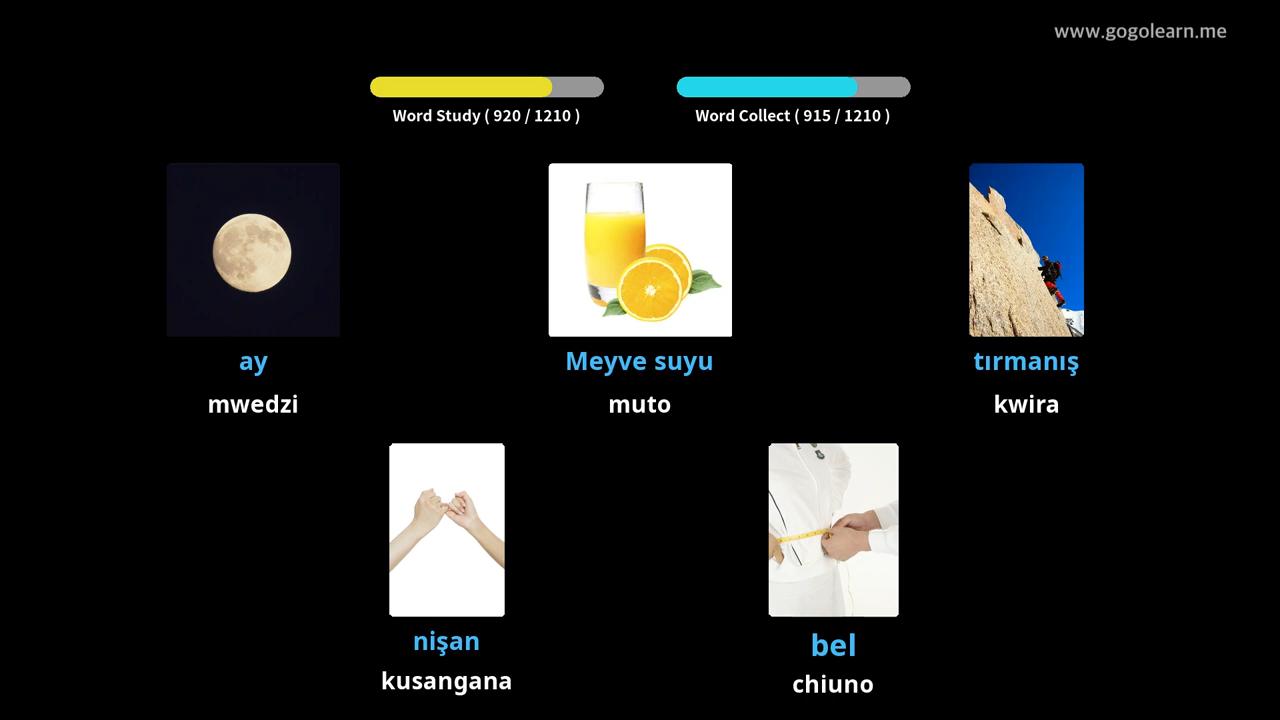 www.gogolearn.me
Word Study ( 920 / 1210 )
Word Collect ( 915 / 1210 )
ay
mwedzi
Meyve suyu
muto
tırmanış
kwira
nişan
kusangana
bel
chiuno